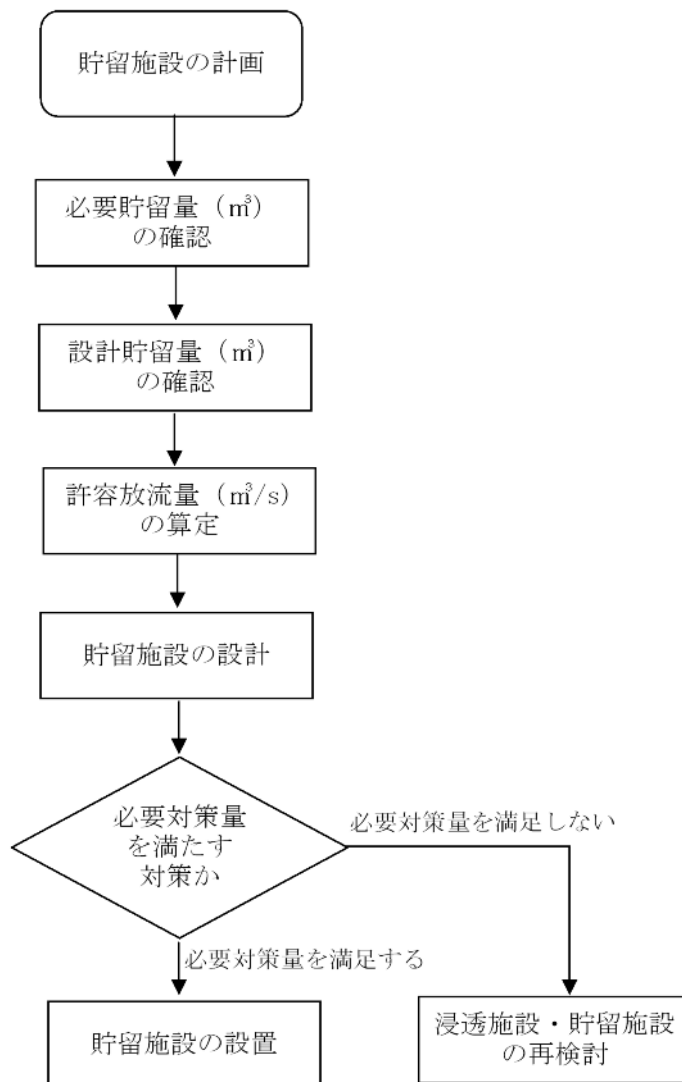 貯留施設の計画
必要貯留量（㎥）
の確認
設計貯留量（㎥）
の確認
許容放流量（㎥/s）
の算定
貯留施設の設計
必要対策量
を満たす
対策か
必要対策量を満足しない
必要対策量を満足する
貯留施設の設置
浸透施設・貯留施設
の再検討